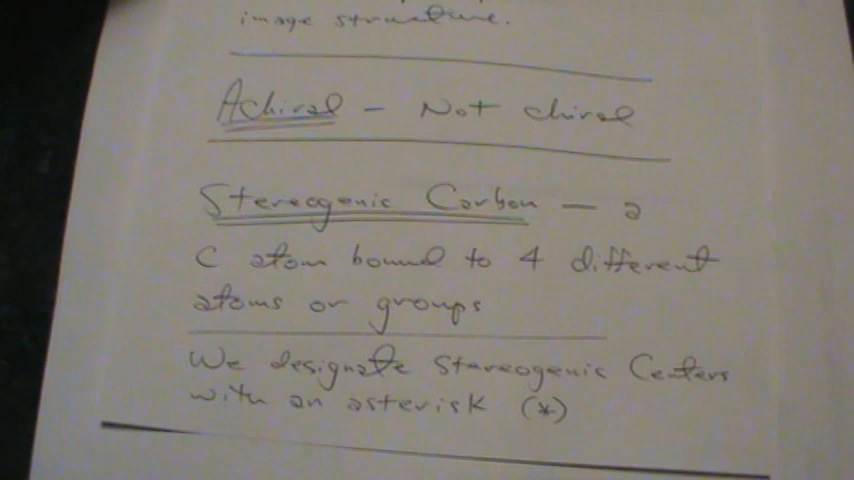 image structure.
Achiral - Not chiral
Stereogenic Carbon - a
C atom bound to 4 different
atoms or groups
We designate Stereogenic Centers
with an asterisk (*)